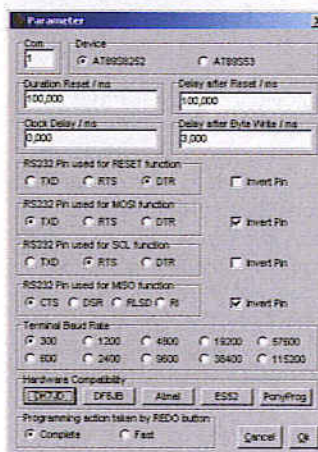 Parameter
Com Device
1 AT89S8252 AT89S53
Duration Reset / ms Delay after Reset / ms
100,000 100,000
Clock Delay / ms Delay after Byte Write / ms
0,000 3,000
RS232 Pin used for RESET function
TXD RTS DTR Invert Pin
RS232 Pin used for MOSI function
TXD RTS DTR Invert Pin
RS232 Pin used for SCL function
TXD RTS DTR Invert Pin
RS232 Pin used for MISO function
CTS DSR RLSD RI Invert Pin
Terminal Baud Rate
300 1200 4800 19200 57600
600 2400 9600 38400 115200
Hardware Compatibility
DH7JD DF8JB Atmel ES52 PonyProg
Programming action taken by REDO button
Complete Fast Cancel Ok